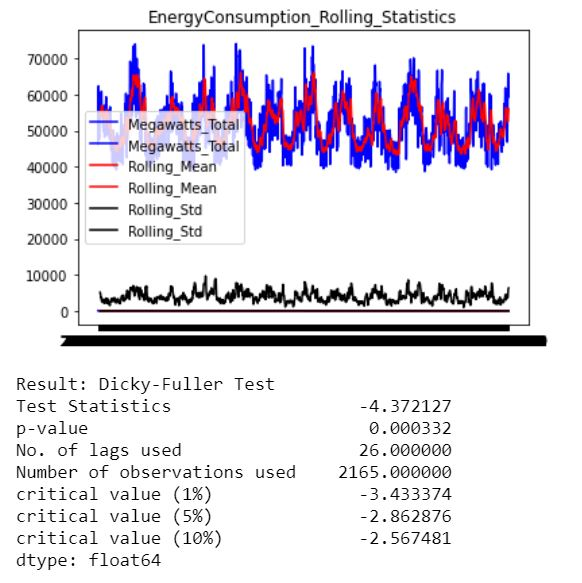 EnergyConsumption_Rolling_Statistics
70000
60000
50000
40000
30000
20000
10000
0
Megawatts_Total
Megawatts_Total
Rolling_Mean
Rolling_Mean
Rolling_Std
Rolling_Std
Result: Dicky-Fuller Test
Test Statistics -4.372127
p-value 0.000332
No. of lags used 26.000000
Number of observations used 2165.000000
critical value (1%) -3.433374
critical value (5%) -2.862876
critical value (10%) -2.567481
dtype: float64